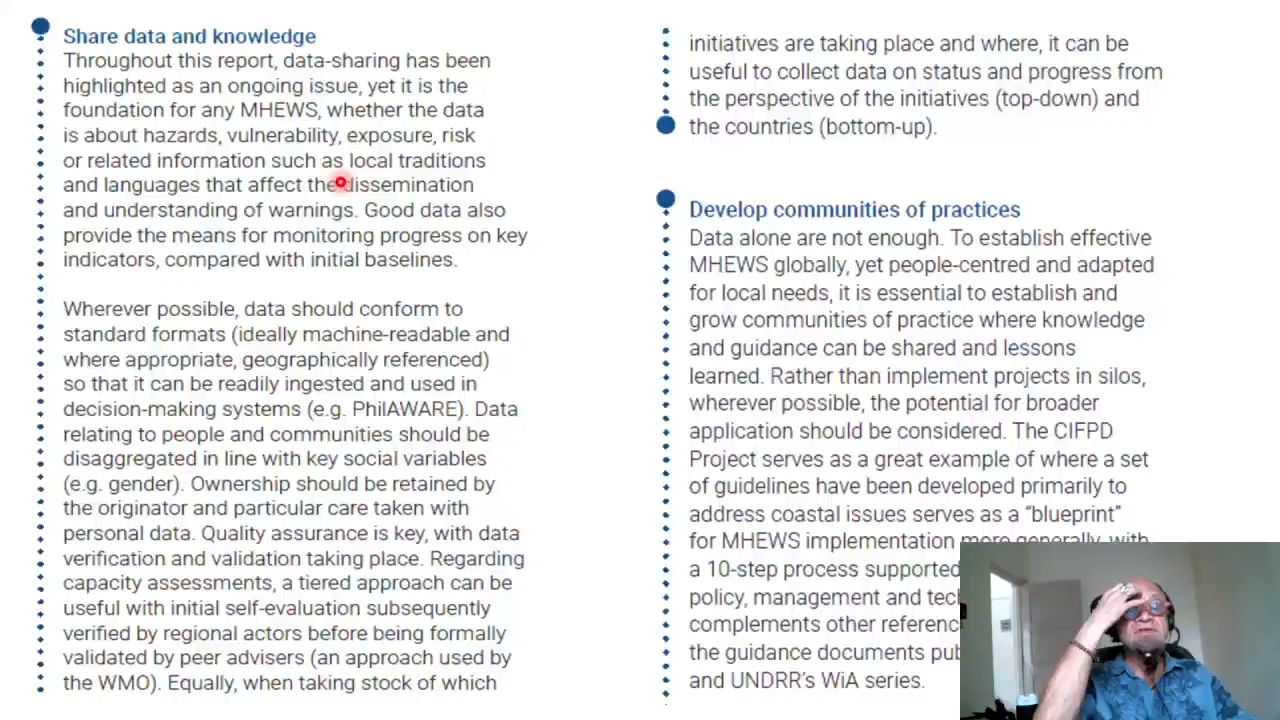 Share data and knowledge
Throughout this report, data-sharing has been
highlighted as an ongoing issue, yet it is the
foundation for any MHEWS, whether the data
is about hazards, vulnerability, exposure, risk
or related information such as local traditions
and languages that affect the dissemination
and understanding of warnings. Good data also
provide the means for monitoring progress on key
indicators, compared with initial baselines.
Wherever possible, data should conform to
standard formats (ideally machine-readable and
where appropriate, geographically referenced)
so that it can be readily ingested and used in
decision-making systems (e.g. PhilAWARE). Data
relating to people and communities should be
disaggregated in line with key social variables
(e.g. gender). Ownership should be retained by
the originator and particular care taken with
personal data. Quality assurance is key, with data
verification and validation taking place. Regarding
capacity assessments, a tiered approach can be
useful with initial self-evaluation subsequently
verified by regional actors before being formally
validated by peer advisers (an approach used by
the WMO). Equally, when taking stock of which
initiatives are taking place and where, it can be
useful to collect data on status and progress from
the perspective of the initiatives (top-down) and
the countries (bottom-up).
Develop communities of practices
Data alone are not enough. To establish effective
MHEWS globally, yet people-centred and adapted
for local needs, it is essential to establish and
grow communities of practice where knowledge
and guidance can be shared and lessons
learned. Rather than implement projects in silos,
wherever possible, the potential for broader
application should be considered. The CIFPD
Project serves as a great example of where a set
of guidelines have been developed primarily to
address coastal issues serves as a “blueprint”
for MHEWS implementation more generally, with
a 10-step process supported
policy, management and
complements other
the guidance documents
and UNDRR’s WiA series.